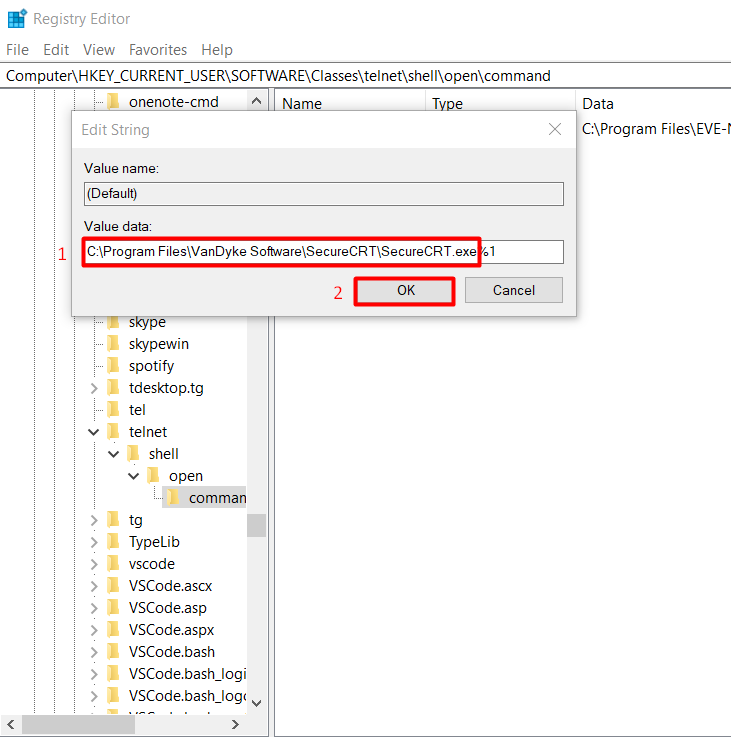 Registry Editor
File Edit View Favorites Help
Computer\HKEY_CURRENT_USER\SOFTWARE\Classes\telnet\shell\open\command
onenote-cmd
Name Type Data
C:\Program Files\EVE-N
Edit String
Value name:
(Default)
Value data:
1 C:\Program Files\VanDyke Software\SecureCRT\SecureCRT.exe%1
2 OK Cancel
skype
skypewin
spotify
tdesktop.tg
tel
telnet
shell
open
comman
tg
TypeLib
vscode
VSCode.ascx
VSCode.asp
VSCode.aspx
VSCode.bash
VSCode.bash_logi
VSCode.bash_logo